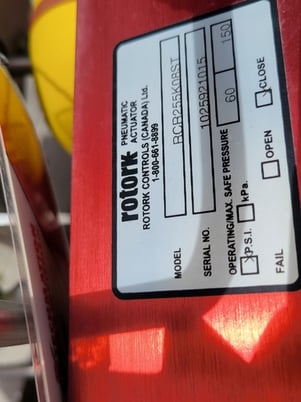 rotork PNEUMATIC ACTUATOR
ROTORK CONTROLS (CANADA) Ltd.
1-800-661-8899
MODEL RCR255K08ST
SERIAL NO. 1025921015
OPERATING/MAX. SAFE PRESSURE 60 150
P.S.I. kPa.
FAIL OPEN CLOSE